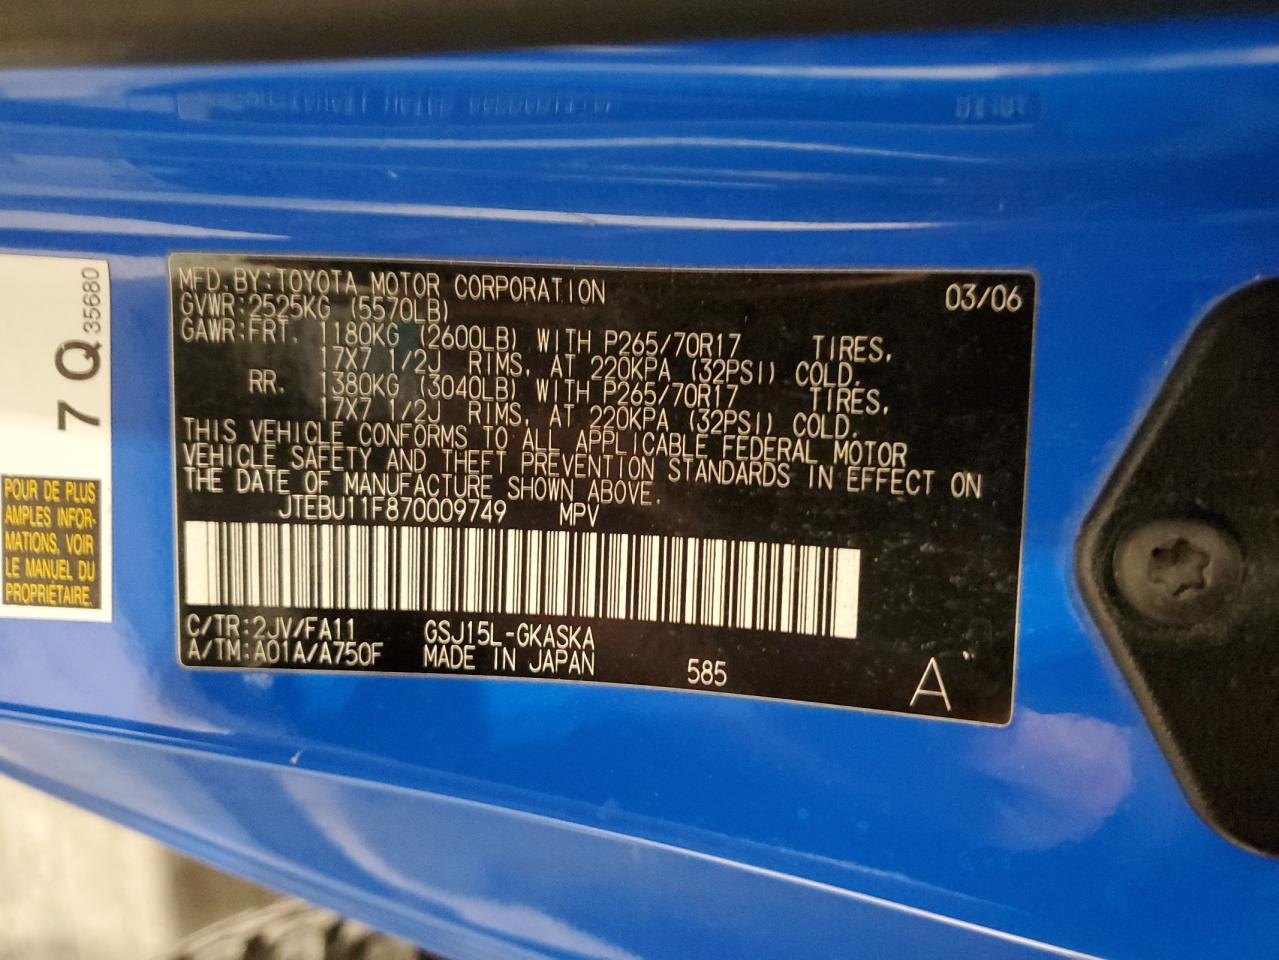 MFD.BY:TOYOTA MOTOR CORPORATION 03/06
GVWR:2525KG (5570LB)
GAWR:FRT. 1180KG (2600LB) WITH P265/70R17 TIRES,
17X7 1/2J RIMS, AT 220KPA (32PSI) COLD.
RR. 1380KG (3040LB) WITH P265/70R17 TIRES,
17X7 1/2J RIMS, AT 220KPA (32PSI) COLD.
THIS VEHICLE CONFORMS TO ALL APPLICABLE FEDERAL MOTOR
VEHICLE SAFETY AND THEFT PREVENTION STANDARDS IN EFFECT ON
THE DATE OF MANUFACTURE SHOWN ABOVE.
JTEBU11F870009749 MPV
C/TR:2JV/FA11 GSJ15L-GKASKA
A/TM:A01A/A750F MADE IN JAPAN 585 A
7 Q 35680
POUR DE PLUS
AMPLES INFOR-
MATIONS, VOIR
LE MANUEL DU
PROPRIÉTAIRE.